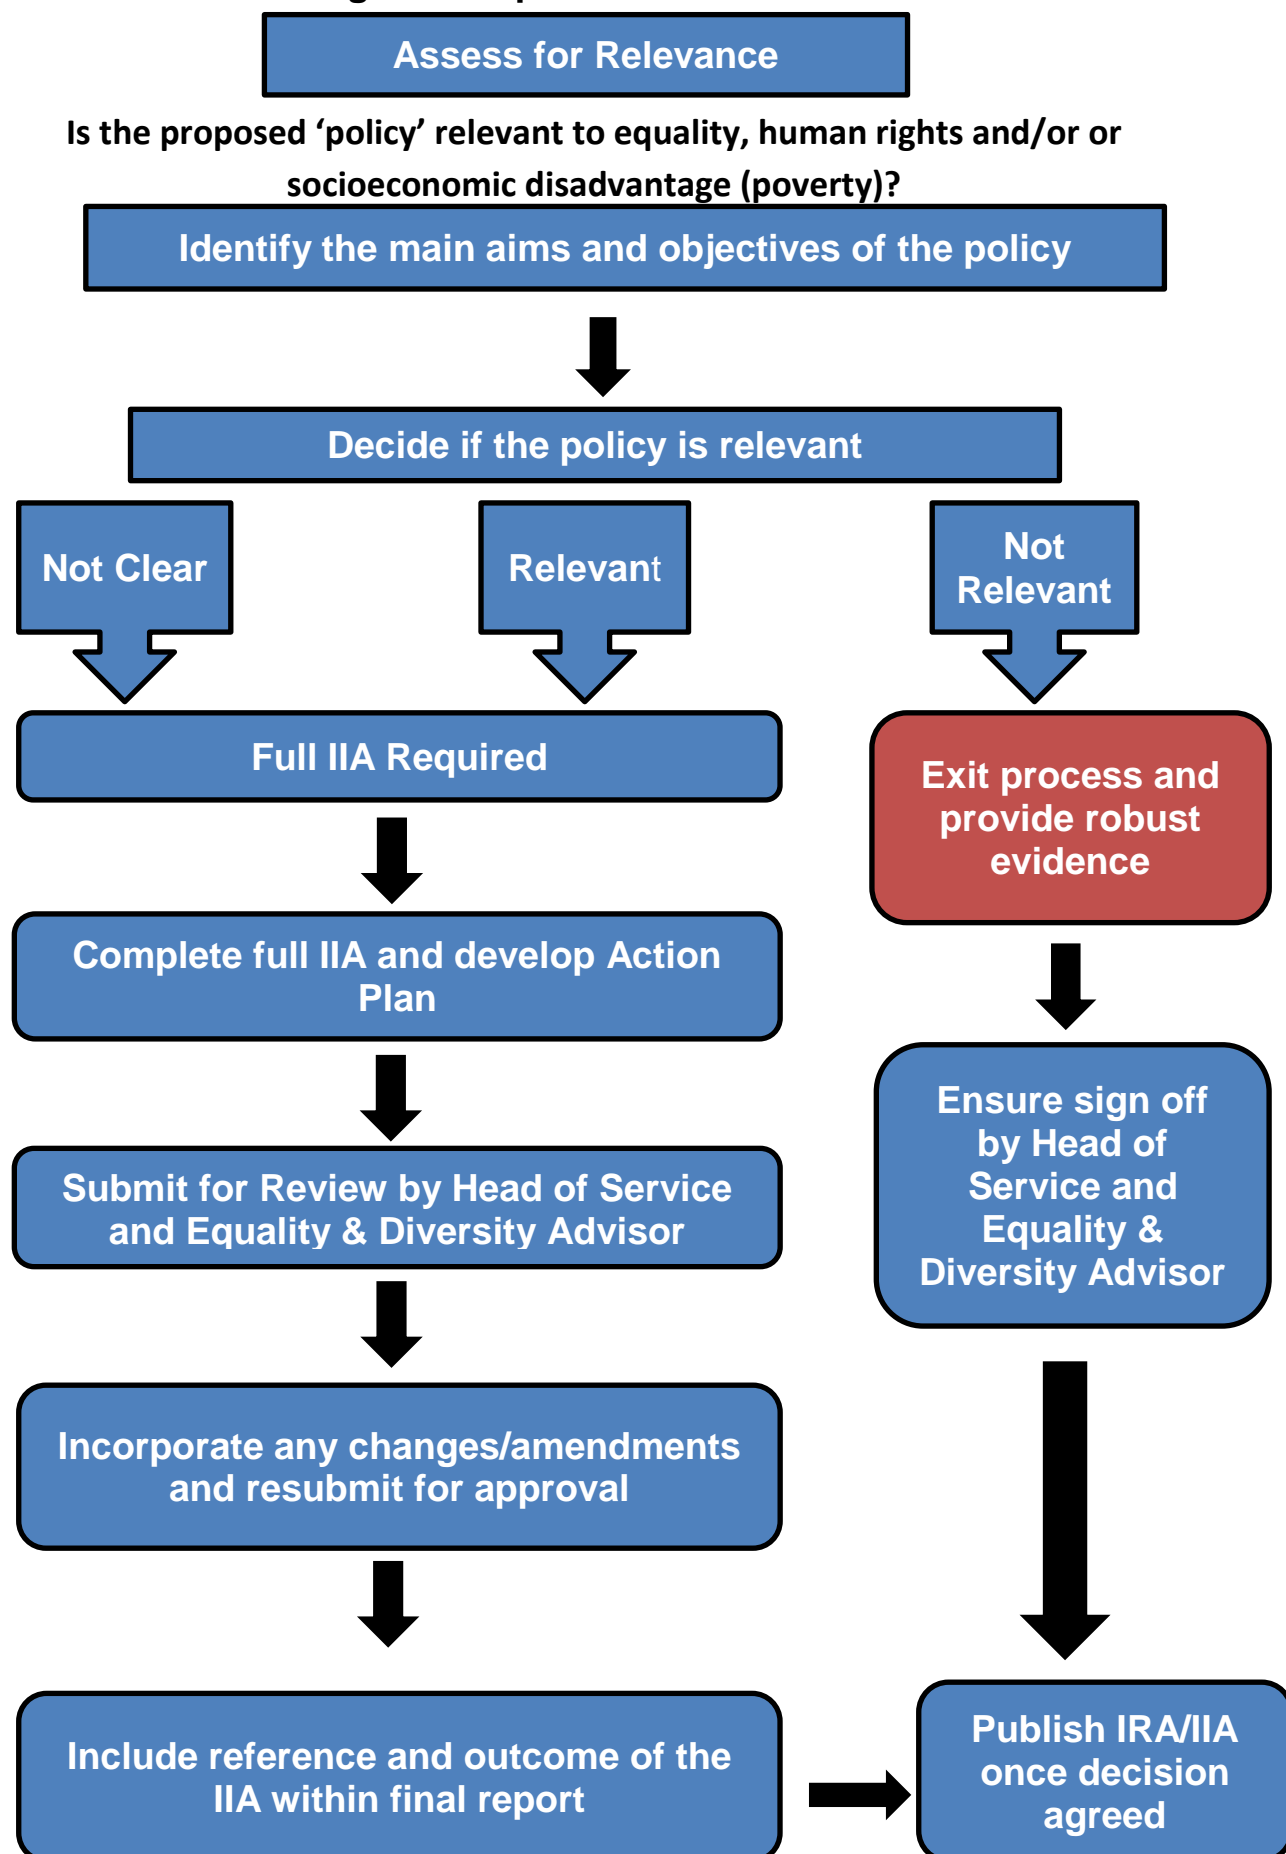 Assess for Relevance
Is the proposed ‘policy’ relevant to equality, human rights and/or or
socioeconomic disadvantage (poverty)?
Identify the main aims and objectives of the policy
Decide if the policy is relevant
Not Clear
Relevant
Not
Relevant
Full IIA Required
Exit process and
provide robust
evidence
Complete full IIA and develop Action
Plan
Ensure sign off
by Head of
Service and
Equality &
Diversity Advisor
Submit for Review by Head of Service
and Equality & Diversity Advisor
Incorporate any changes/amendments
and resubmit for approval
Include reference and outcome of the
IIA within final report
Publish IRA/IIA
once decision
agreed